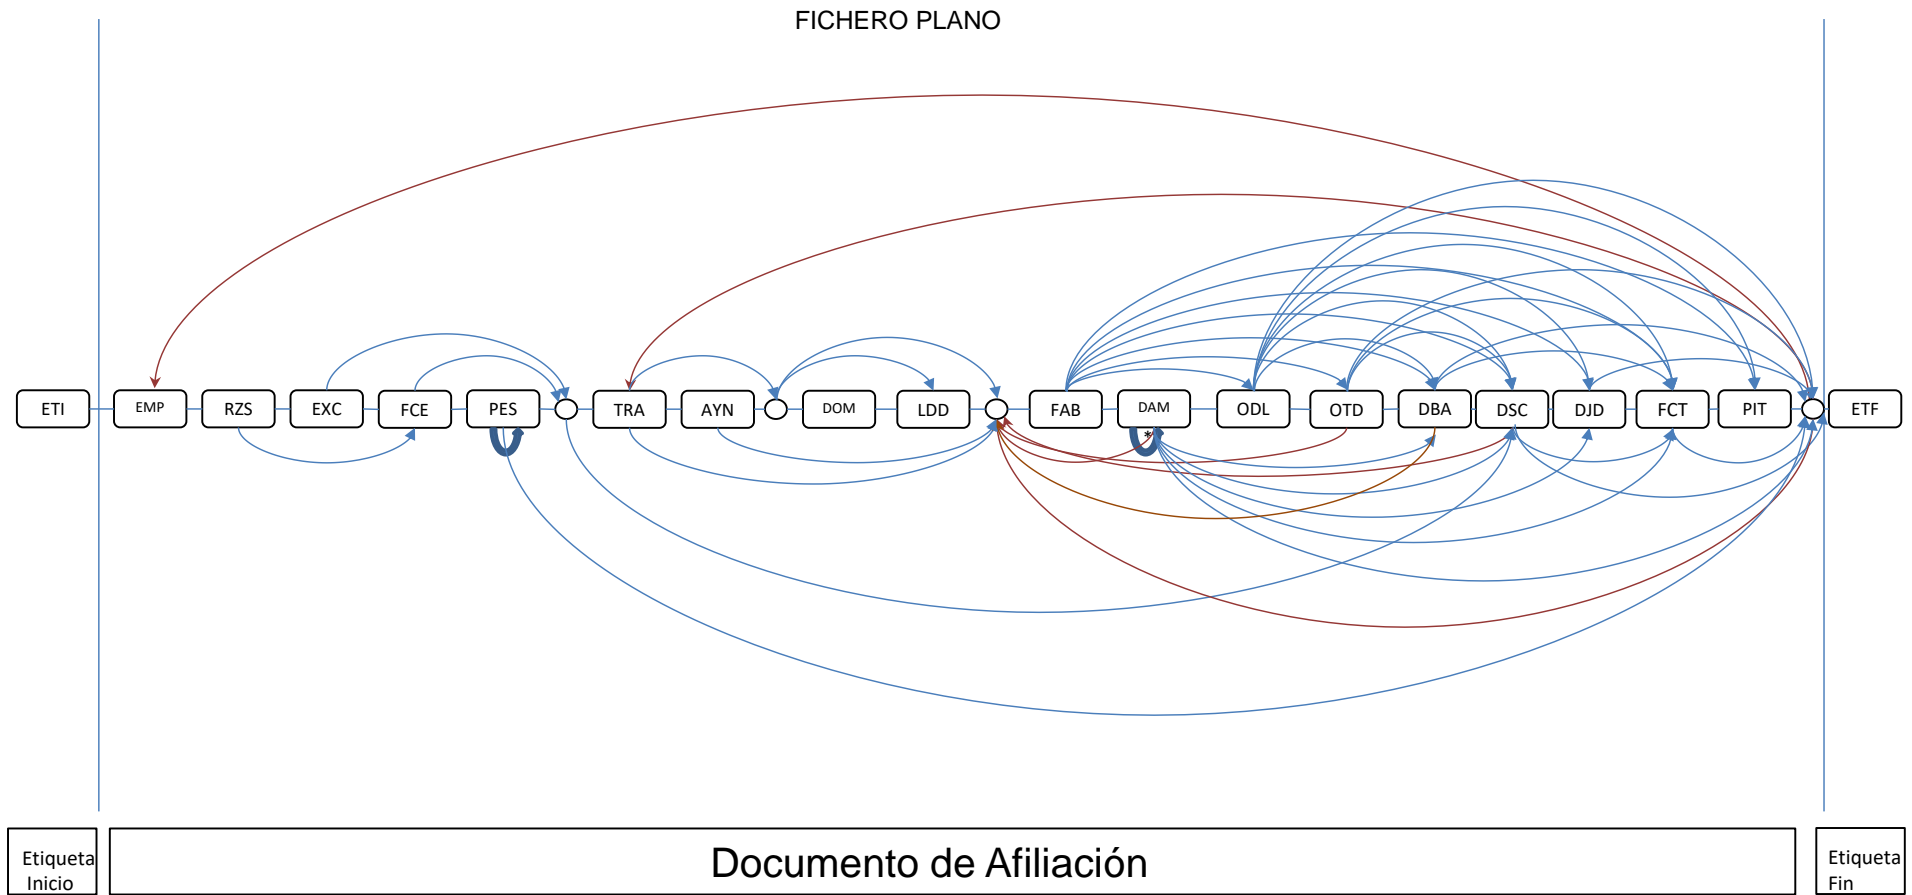 FICHERO PLANO
ETI
EMP
RZS
EXC
FCE
PES
TRA
AYN
DOM
LDD
FAB
DAM
ODL
OTD
DBA
DSC
DJD
FCT
PIT
ETF
*
Etiqueta
Inicio
Documento de Afiliación
Etiqueta
Fin